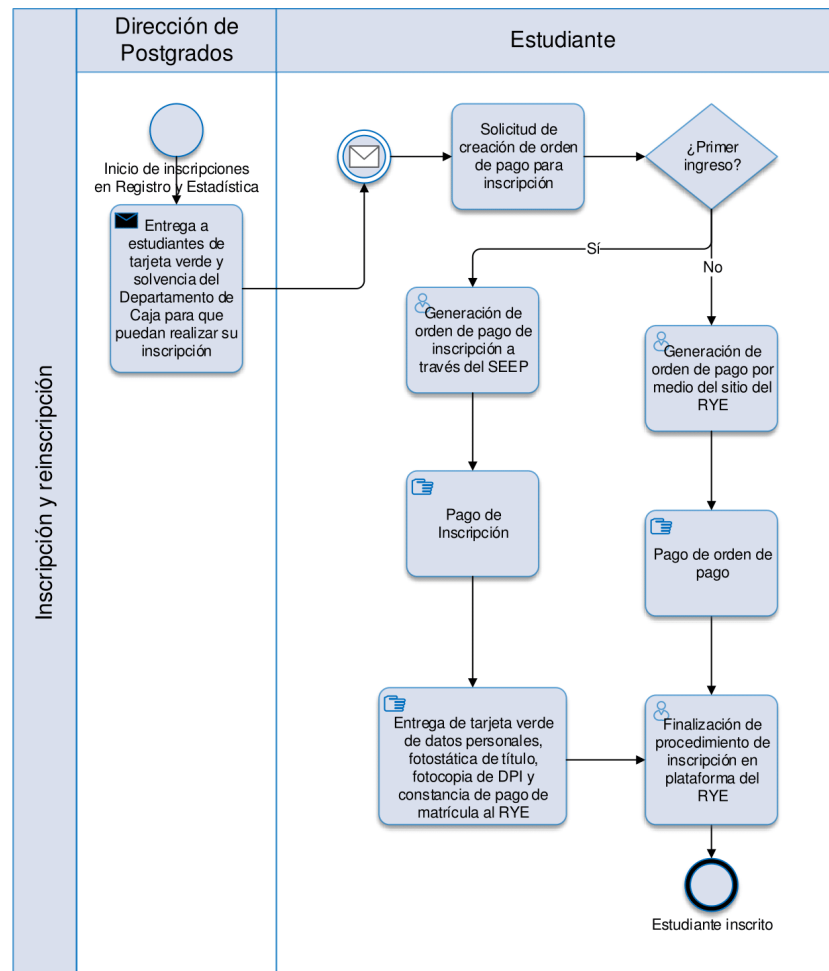 Inscripción y reinscripción
Dirección de
Postgrados
Estudiante
Inicio de inscripciones
en Registro y Estadística
Entrega a
estudiantes de
tarjeta verde y
solvencia del
Departamento de
Caja para que
puedan realizar su
inscripción
Solicitud de
creación de orden
de pago para
inscripción
¿Primer
ingreso?
Sí
No
Generación de
orden de pago de
inscripción a
través del SEEP
Generación de
orden de pago por
medio del sitio del
RYE
Pago de
Inscripción
Pago de orden de
pago
Entrega de tarjeta verde
de datos personales,
fotostática de título,
fotocopia de DPI y
constancia de pago de
matrícula al RYE
Finalización de
procedimiento de
inscripción en
plataforma del
RYE
Estudiante inscrito